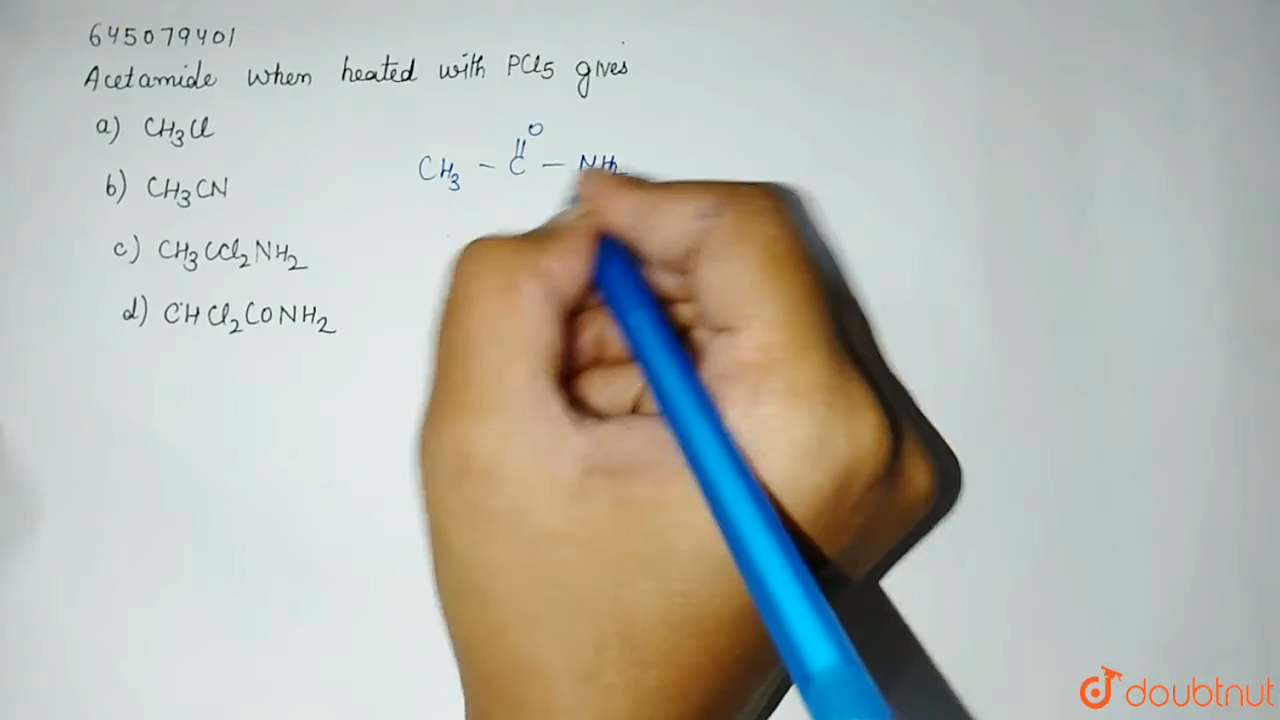 645079401
Acetamide when heated with PCl5 gives
a) CH3Cl
b) CH3CN
c) CH3CCl2NH2
d) CHCl2CONH2
O
CH3 - C - NH2
doubtnut